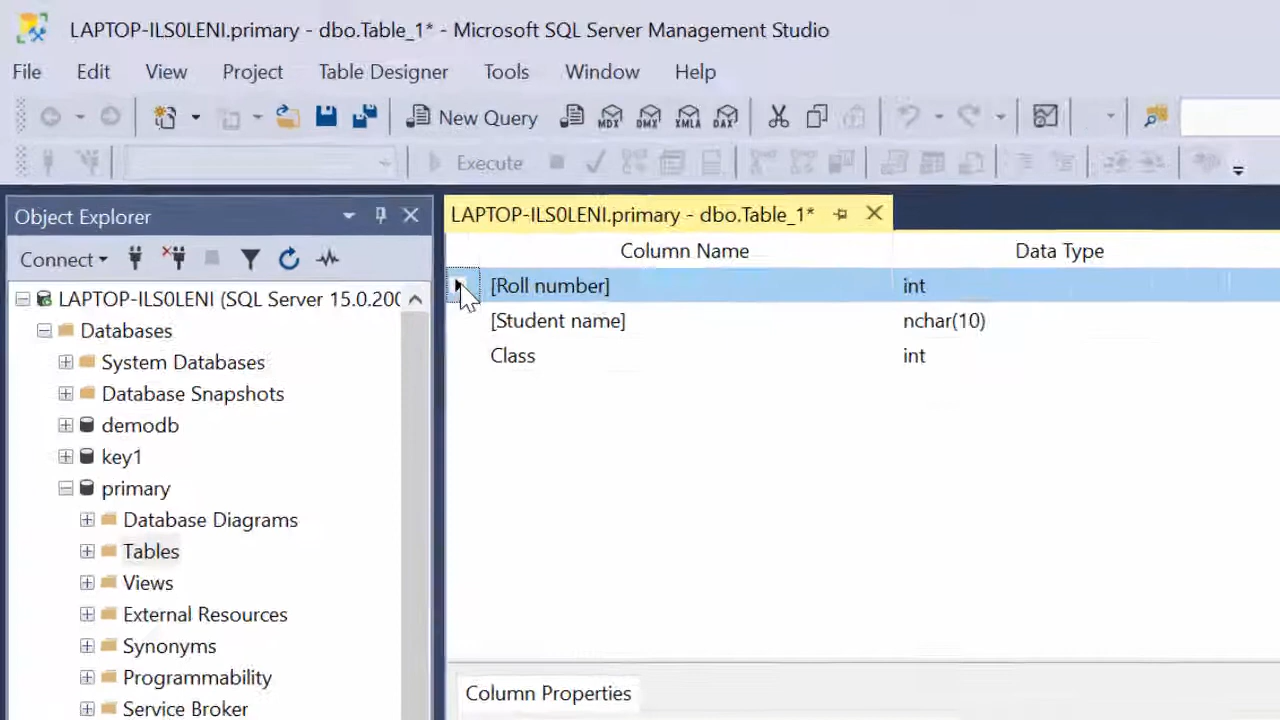 LAPTOP-ILS0LENI.primary - dbo.Table_1* - Microsoft SQL Server Management Studio
File Edit View Project Table Designer Tools Window Help
New Query MDX DMX XMLA DAX
Execute
Object Explorer
LAPTOP-ILS0LENI.primary - dbo.Table_1*
Column Name Data Type
Connect
[Roll number] int
LAPTOP-ILS0LENI (SQL Server 15.0.200
[Student name] nchar(10)
Databases
Class int
System Databases
Database Snapshots
demodb
key1
primary
Database Diagrams
Tables
Views
External Resources
Synonyms
Programmability
Service Broker
Column Properties